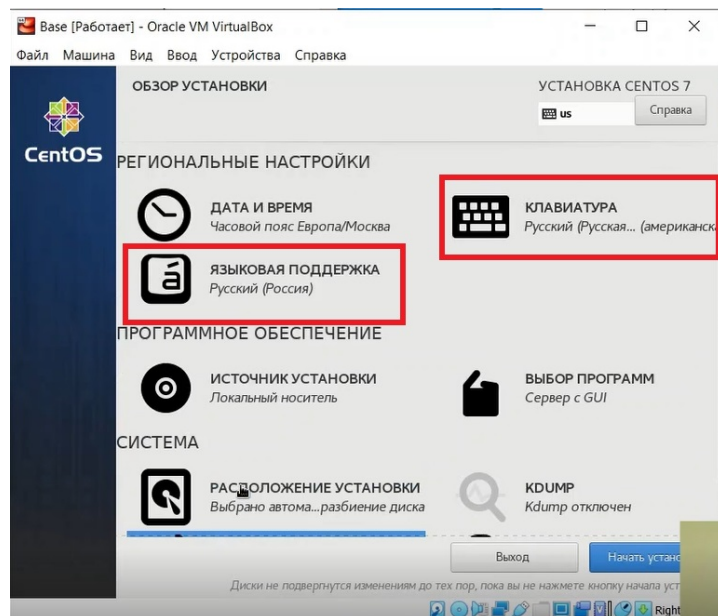 Base [Работает] - Oracle VM VirtualBox
Файл Машина Вид Ввод Устройства Справка
ОБЗОР УСТАНОВКИ
УСТАНОВКА CENTOS 7
us
Справка
CentOS
РЕГИОНАЛЬНЫЕ НАСТРОЙКИ
ДАТА И ВРЕМЯ
Часовой пояс Европа/Москва
КЛАВИАТУРА
Русский (Русская... (американска
ЯЗЫКОВАЯ ПОДДЕРЖКА
Русский (Россия)
ПРОГРАММНОЕ ОБЕСПЕЧЕНИЕ
ИСТОЧНИК УСТАНОВКИ
Локальный носитель
ВЫБОР ПРОГРАММ
Сервер с GUI
СИСТЕМА
РАСПОЛОЖЕНИЕ УСТАНОВКИ
Выбрано автома...разбиение диска
KDUMP
Kdump отключен
Выход
Начать устано
Диски не подвергнутся изменениям до тех пор, пока вы не нажмете кнопку начала уст
Right